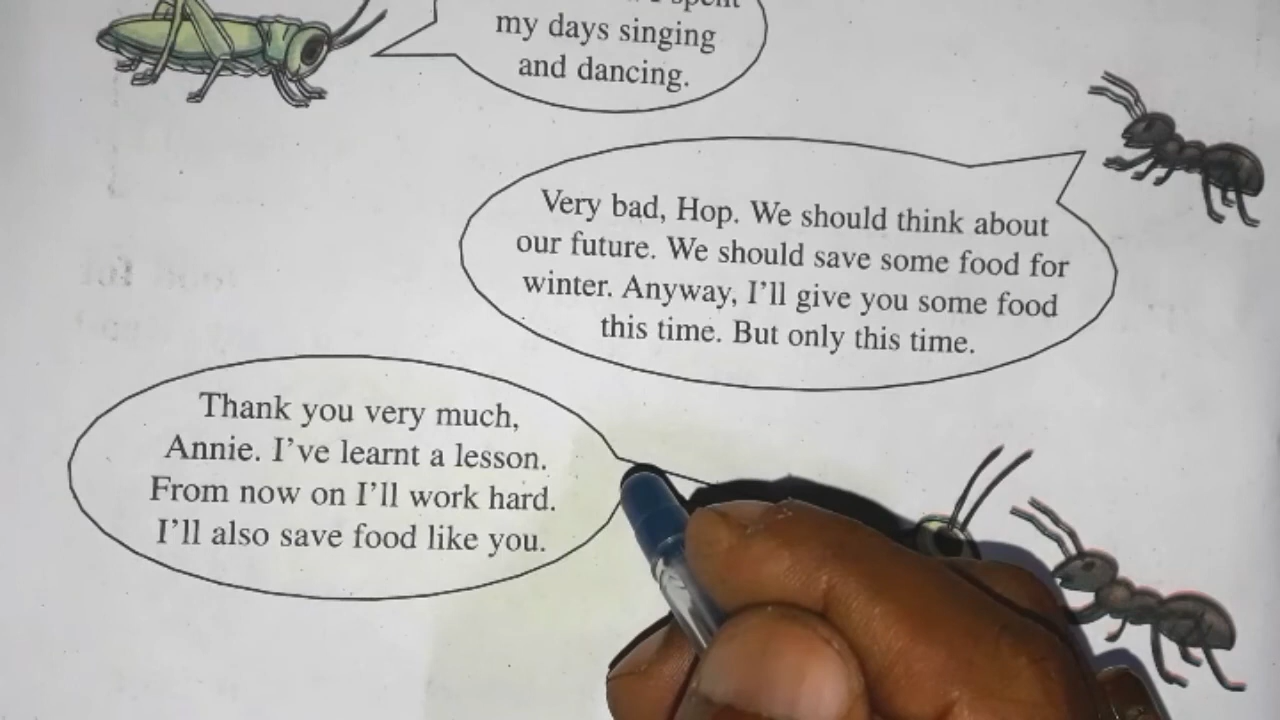 my days singing
and dancing.
Very bad, Hop. We should think about
our future. We should save some food for
winter. Anyway, I'll give you some food
this time. But only this time.
Thank you very much,
Annie. I've learnt a lesson.
From now on I'll work hard.
I'll also save food like you.